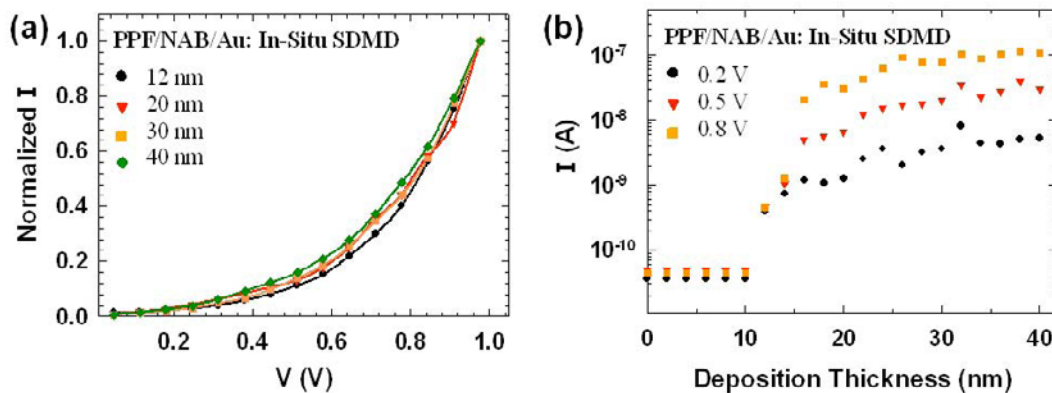 (a)
PPF/NAB/Au: In-Situ SDMD
12 nm
20 nm
30 nm
40 nm
Normalized I
1.0
0.8
0.6
0.4
0.2
0.0
0.2 0.4 0.6 0.8 1.0
V (V)
(b)
PPF/NAB/Au: In-Situ SDMD
0.2 V
0.5 V
0.8 V
I (A)
10-7
10-8
10-9
10-10
0 10 20 30 40
Deposition Thickness (nm)